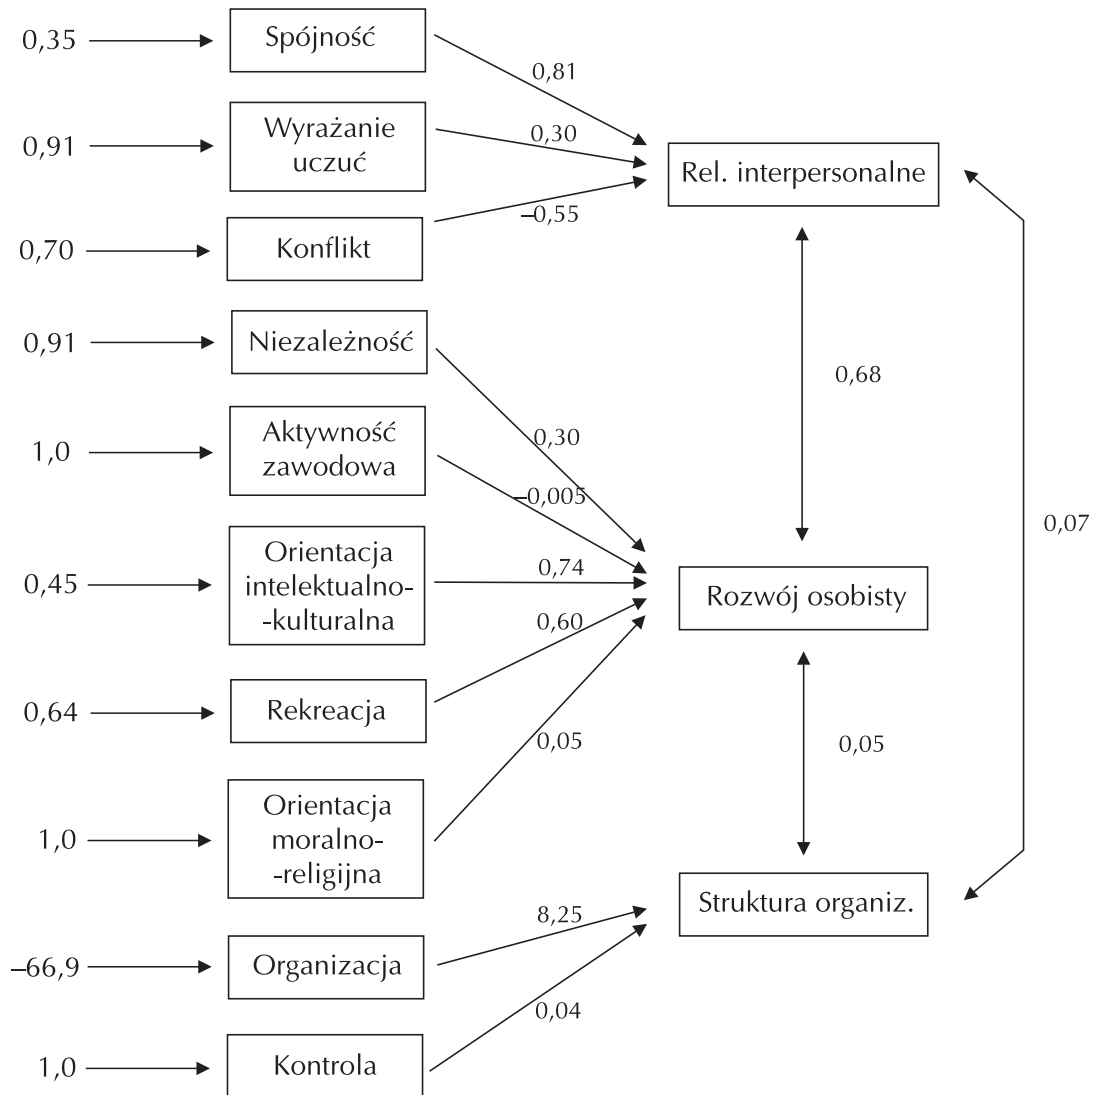 0,35
Spójność
0,81
0,91
Wyrażanie
uczuć
0,30
Rel. interpersonalne
–0,55
0,70
Konflikt
0,91
Niezależność
0,68
0,30
1,0
Aktywność
zawodowa
–0,005
0,07
0,45
Orientacja
intelektualno-
-kulturalna
0,74
Rozwój osobisty
0,60
0,64
Rekreacja
0,05
0,05
1,0
Orientacja
moralno-
-religijna
Struktura organiz.
8,25
–66,9
Organizacja
0,04
1,0
Kontrola